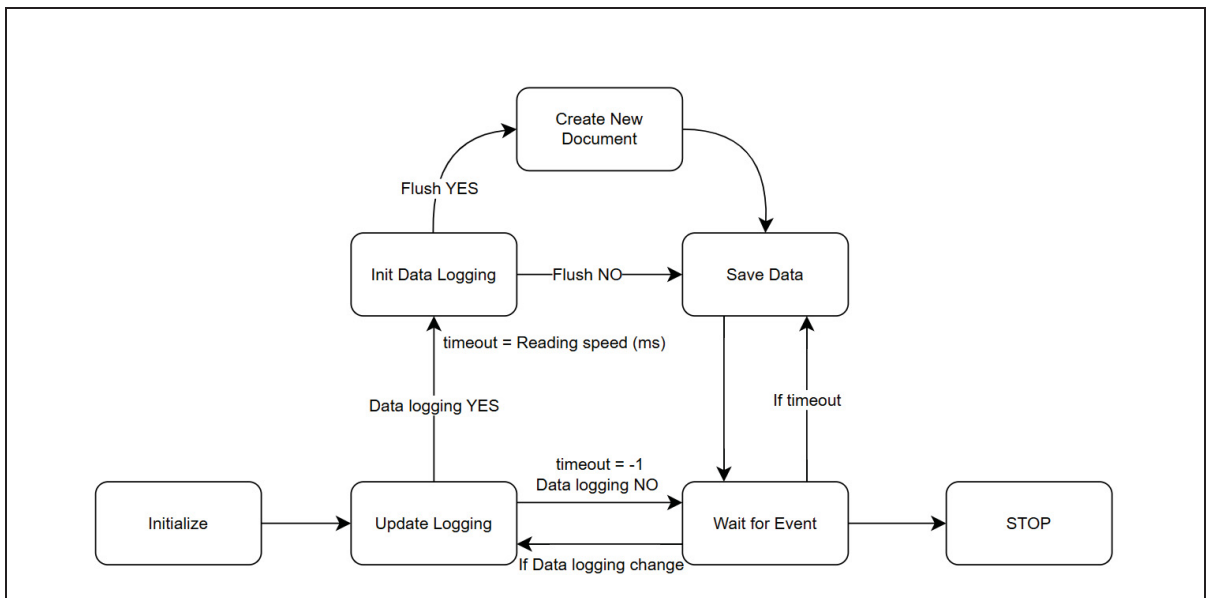 Create New
Document
Flush YES
Init Data Logging
Flush NO
Save Data
timeout = Reading speed (ms)
Data logging YES
If timeout
timeout = -1
Data logging NO
Initialize
Update Logging
Wait for Event
STOP
If Data logging change